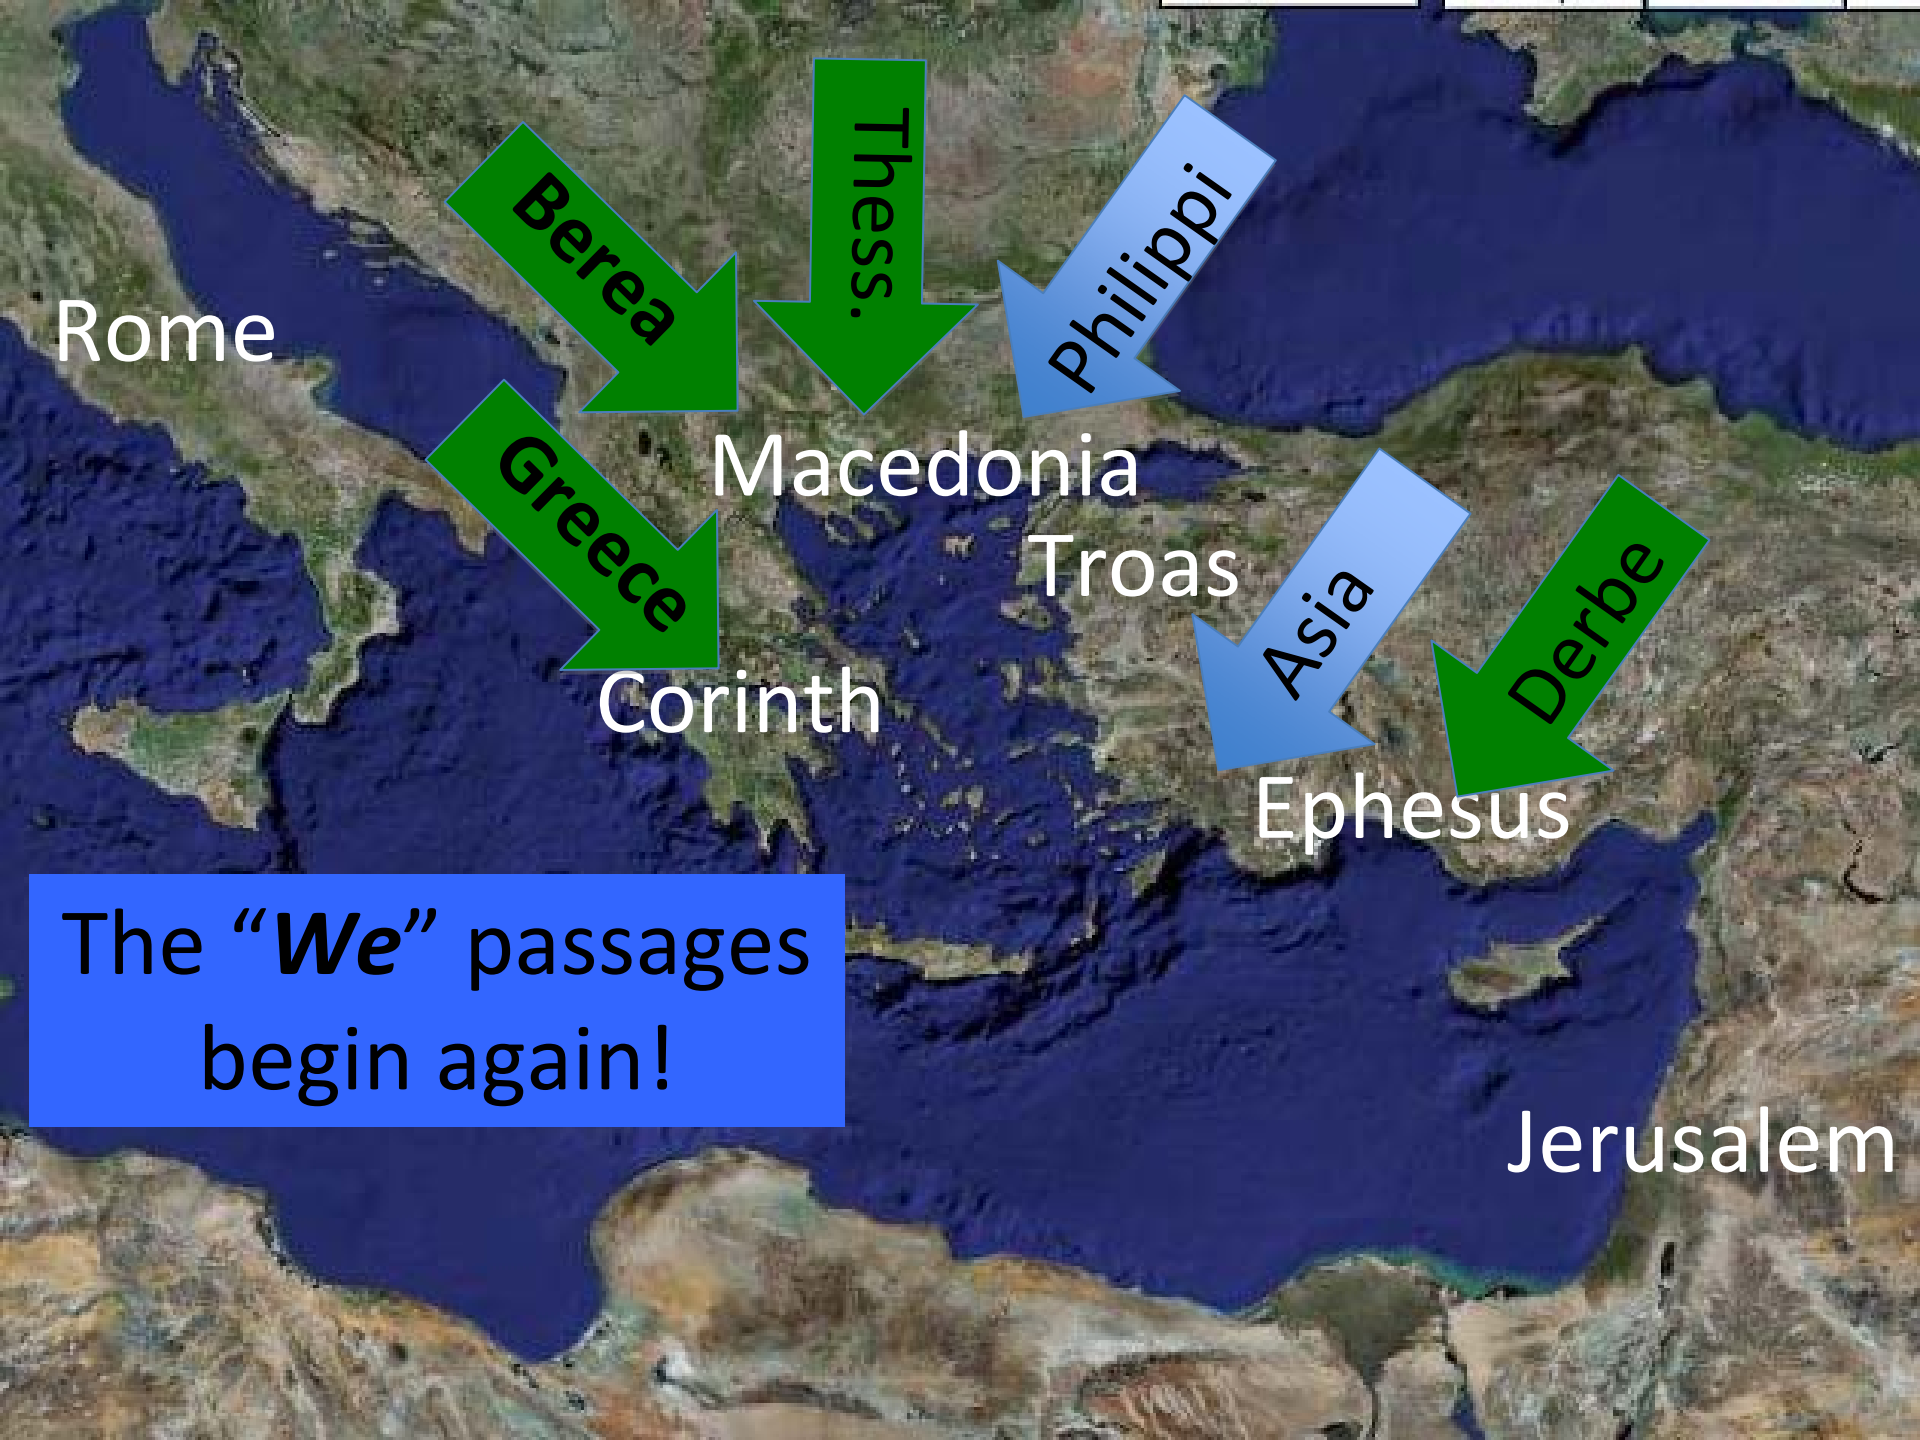 Thess.
Berea
Philippi
Rome
Greece
Macedonia
Troas
Asia
Derbe
Corinth
Ephesus
The “We” passages
begin again!
Jerusalem